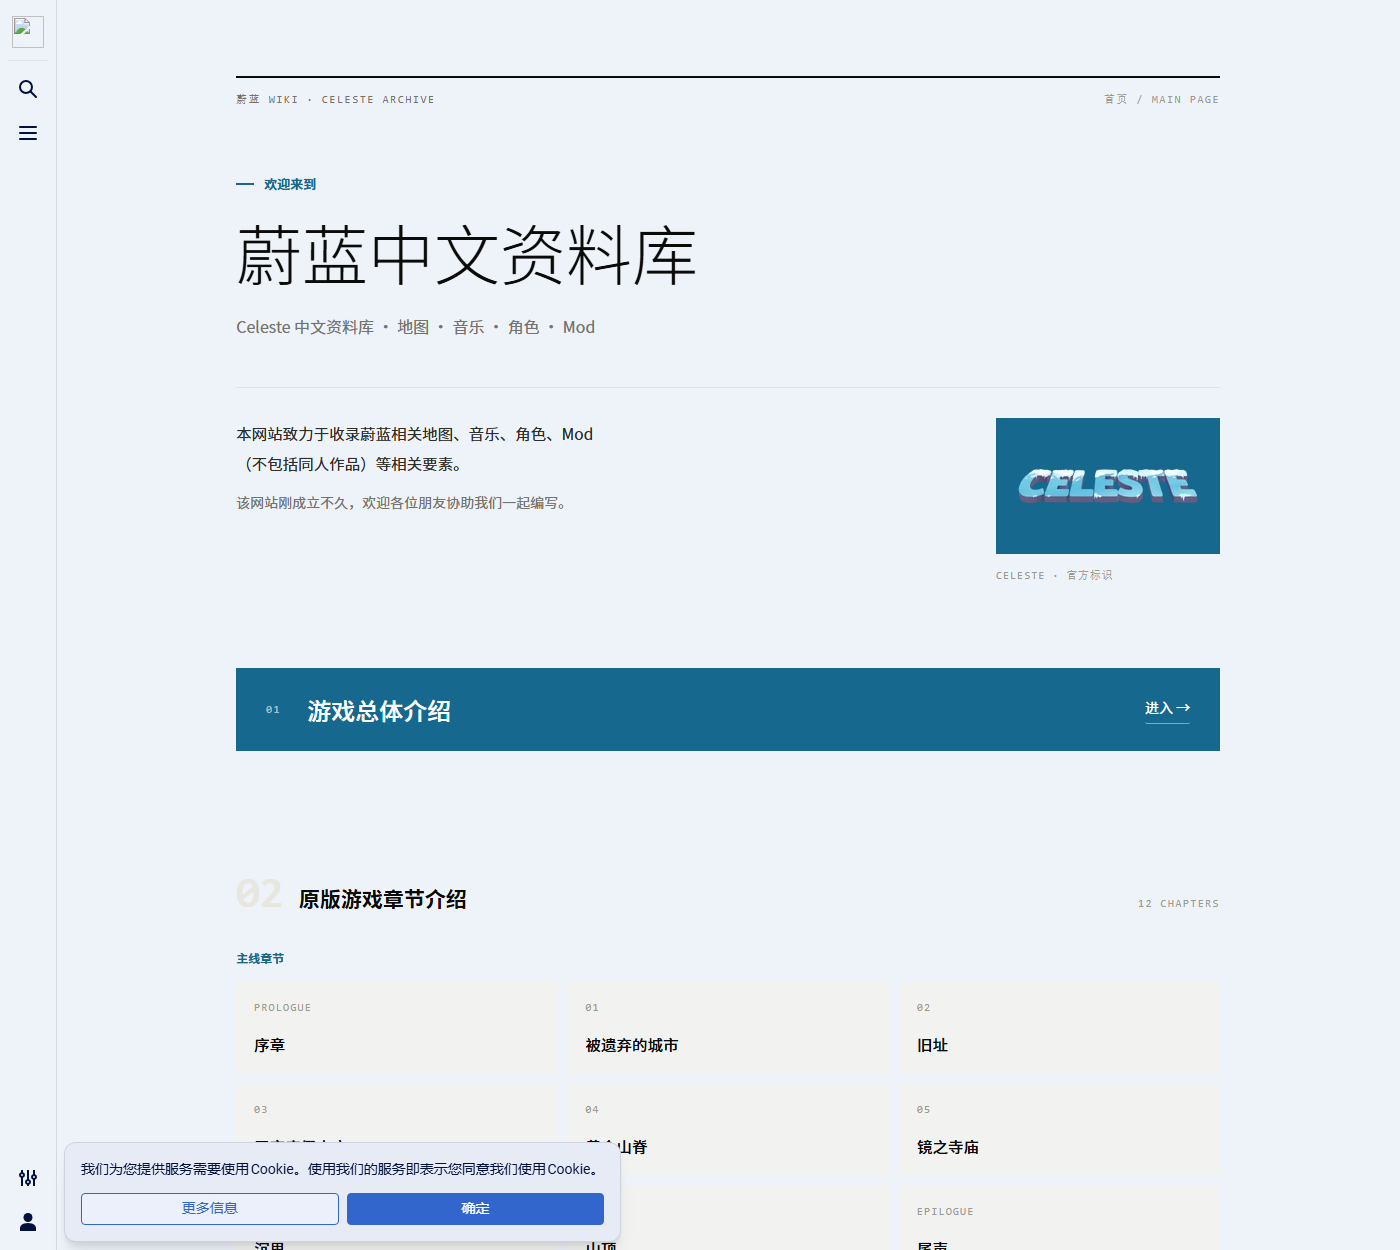 蔚蓝 WIKI · CELESTE ARCHIVE
首页 / MAIN PAGE
欢迎来到
蔚蓝中文资料库
Celeste 中文资料库 · 地图 · 音乐 · 角色 · Mod
本网站致力于收录蔚蓝相关地图、音乐、角色、Mod
（不包括同人作品）等相关要素。
该网站刚成立不久，欢迎各位朋友协助我们一起编写。
CELESTE
CELESTE · 官方标识
01 游戏总体介绍
进入 →
02 原版游戏章节介绍
12 CHAPTERS
主线章节
PROLOGUE
序章
01
被遗弃的城市
02
旧址
03
04
山脊
05
镜之寺庙
EPILOGUE
尾声
我们为您提供服务需要使用Cookie。使用我们的服务即表示您同意我们使用Cookie。
更多信息
确定